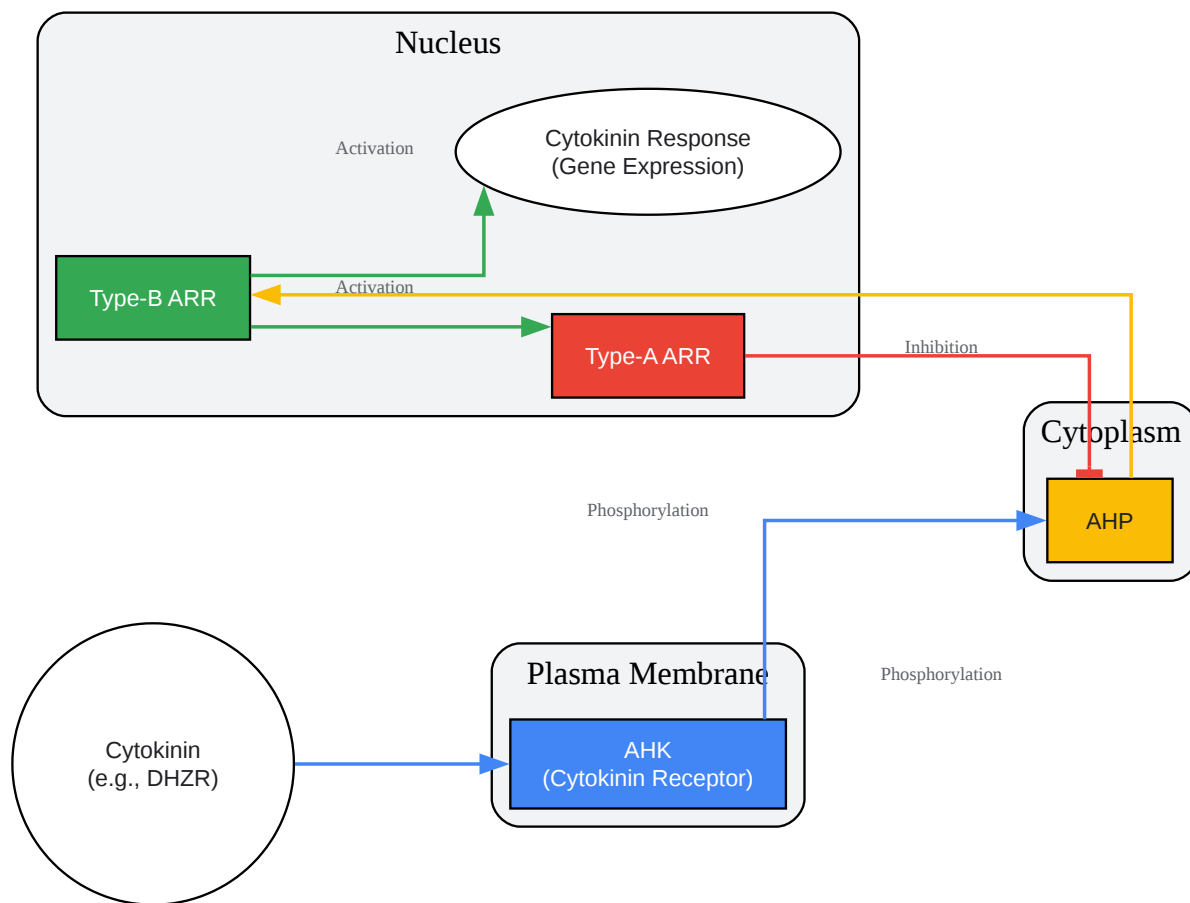 Nucleus
Cytokinin Response
(Gene Expression)
Activation
Type-B ARR
Activation
Type-A ARR
Inhibition
Cytoplasm
AHP
Phosphorylation
Plasma Membrane
Phosphorylation
AHK
(Cytokinin Receptor)
Cytokinin
(e.g., DHZR)